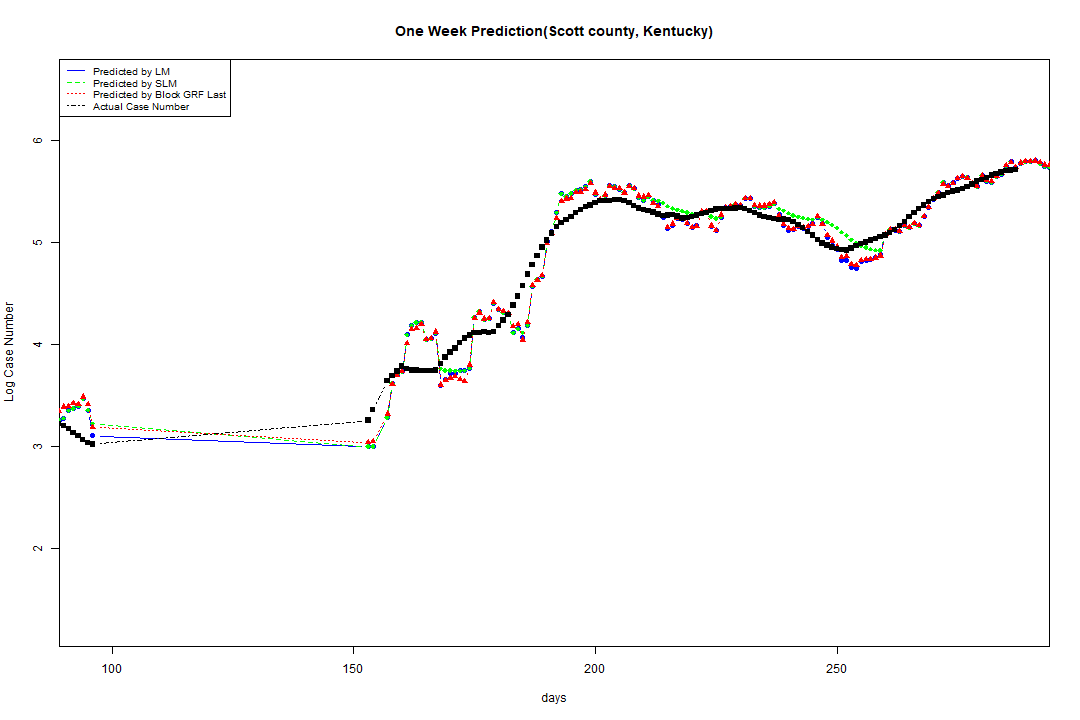 One Week Prediction(Scott county, Kentucky)
Predicted by LM
Predicted by SLM
Predicted by Block GRF Last
Actual Case Number
6
5
4
3
2
Log Case Number
100
150
200
250
days